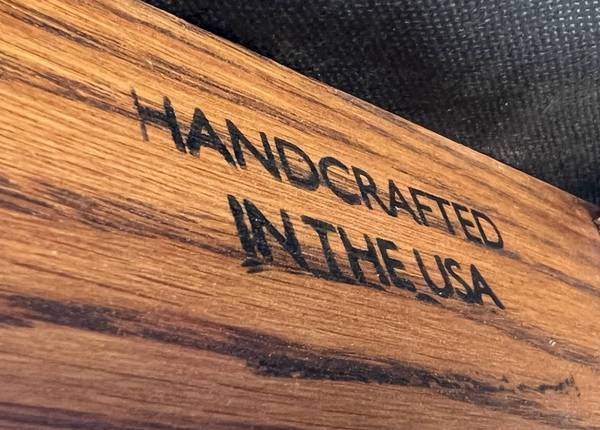 HANDCRAFTED
IN THE USA